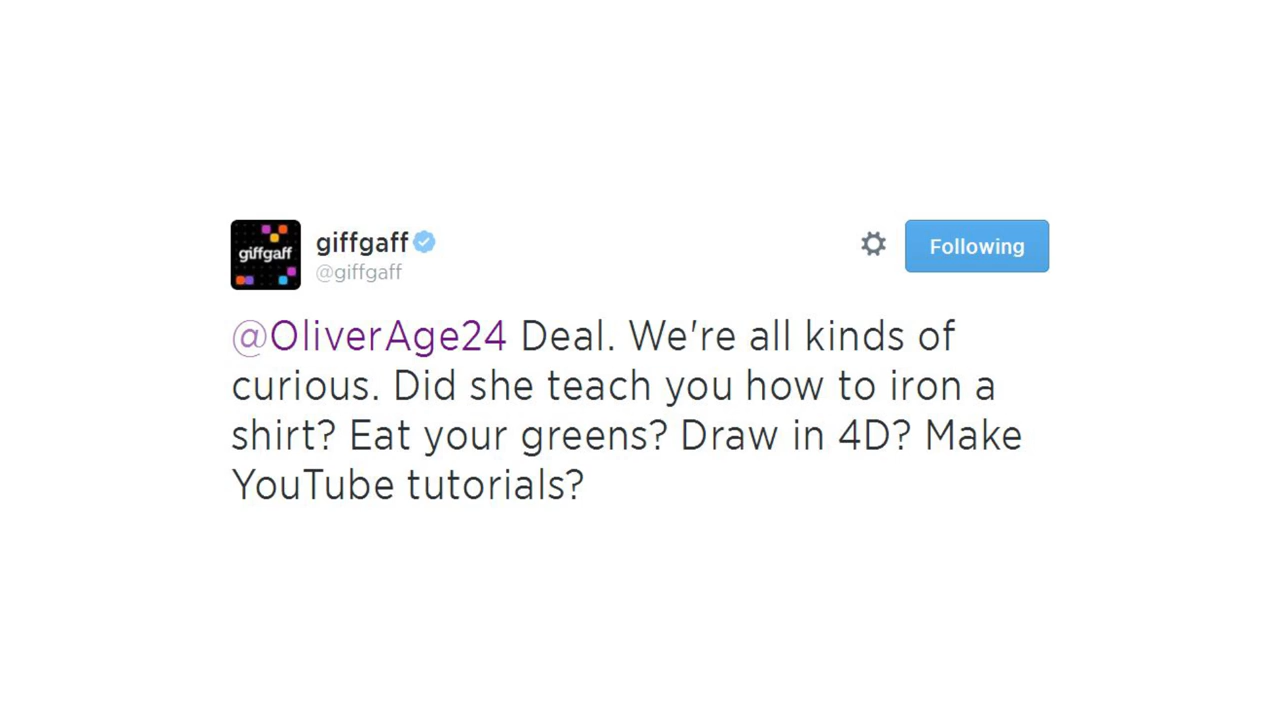 giffgaff
giffgaff
@giffgaff
Following
@OliverAge24 Deal. We're all kinds of
curious. Did she teach you how to iron a
shirt? Eat your greens? Draw in 4D? Make
YouTube tutorials?